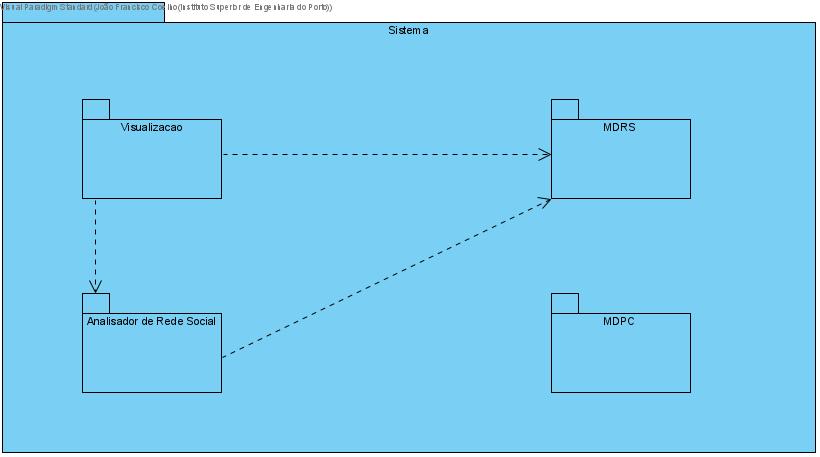 Visual Paradigm Standard(João Francisco Coelho(Instituto Superior de Engenharia do Porto))
Sistema
Visualizacao
MDRS
Analisador de Rede Social
MDPC